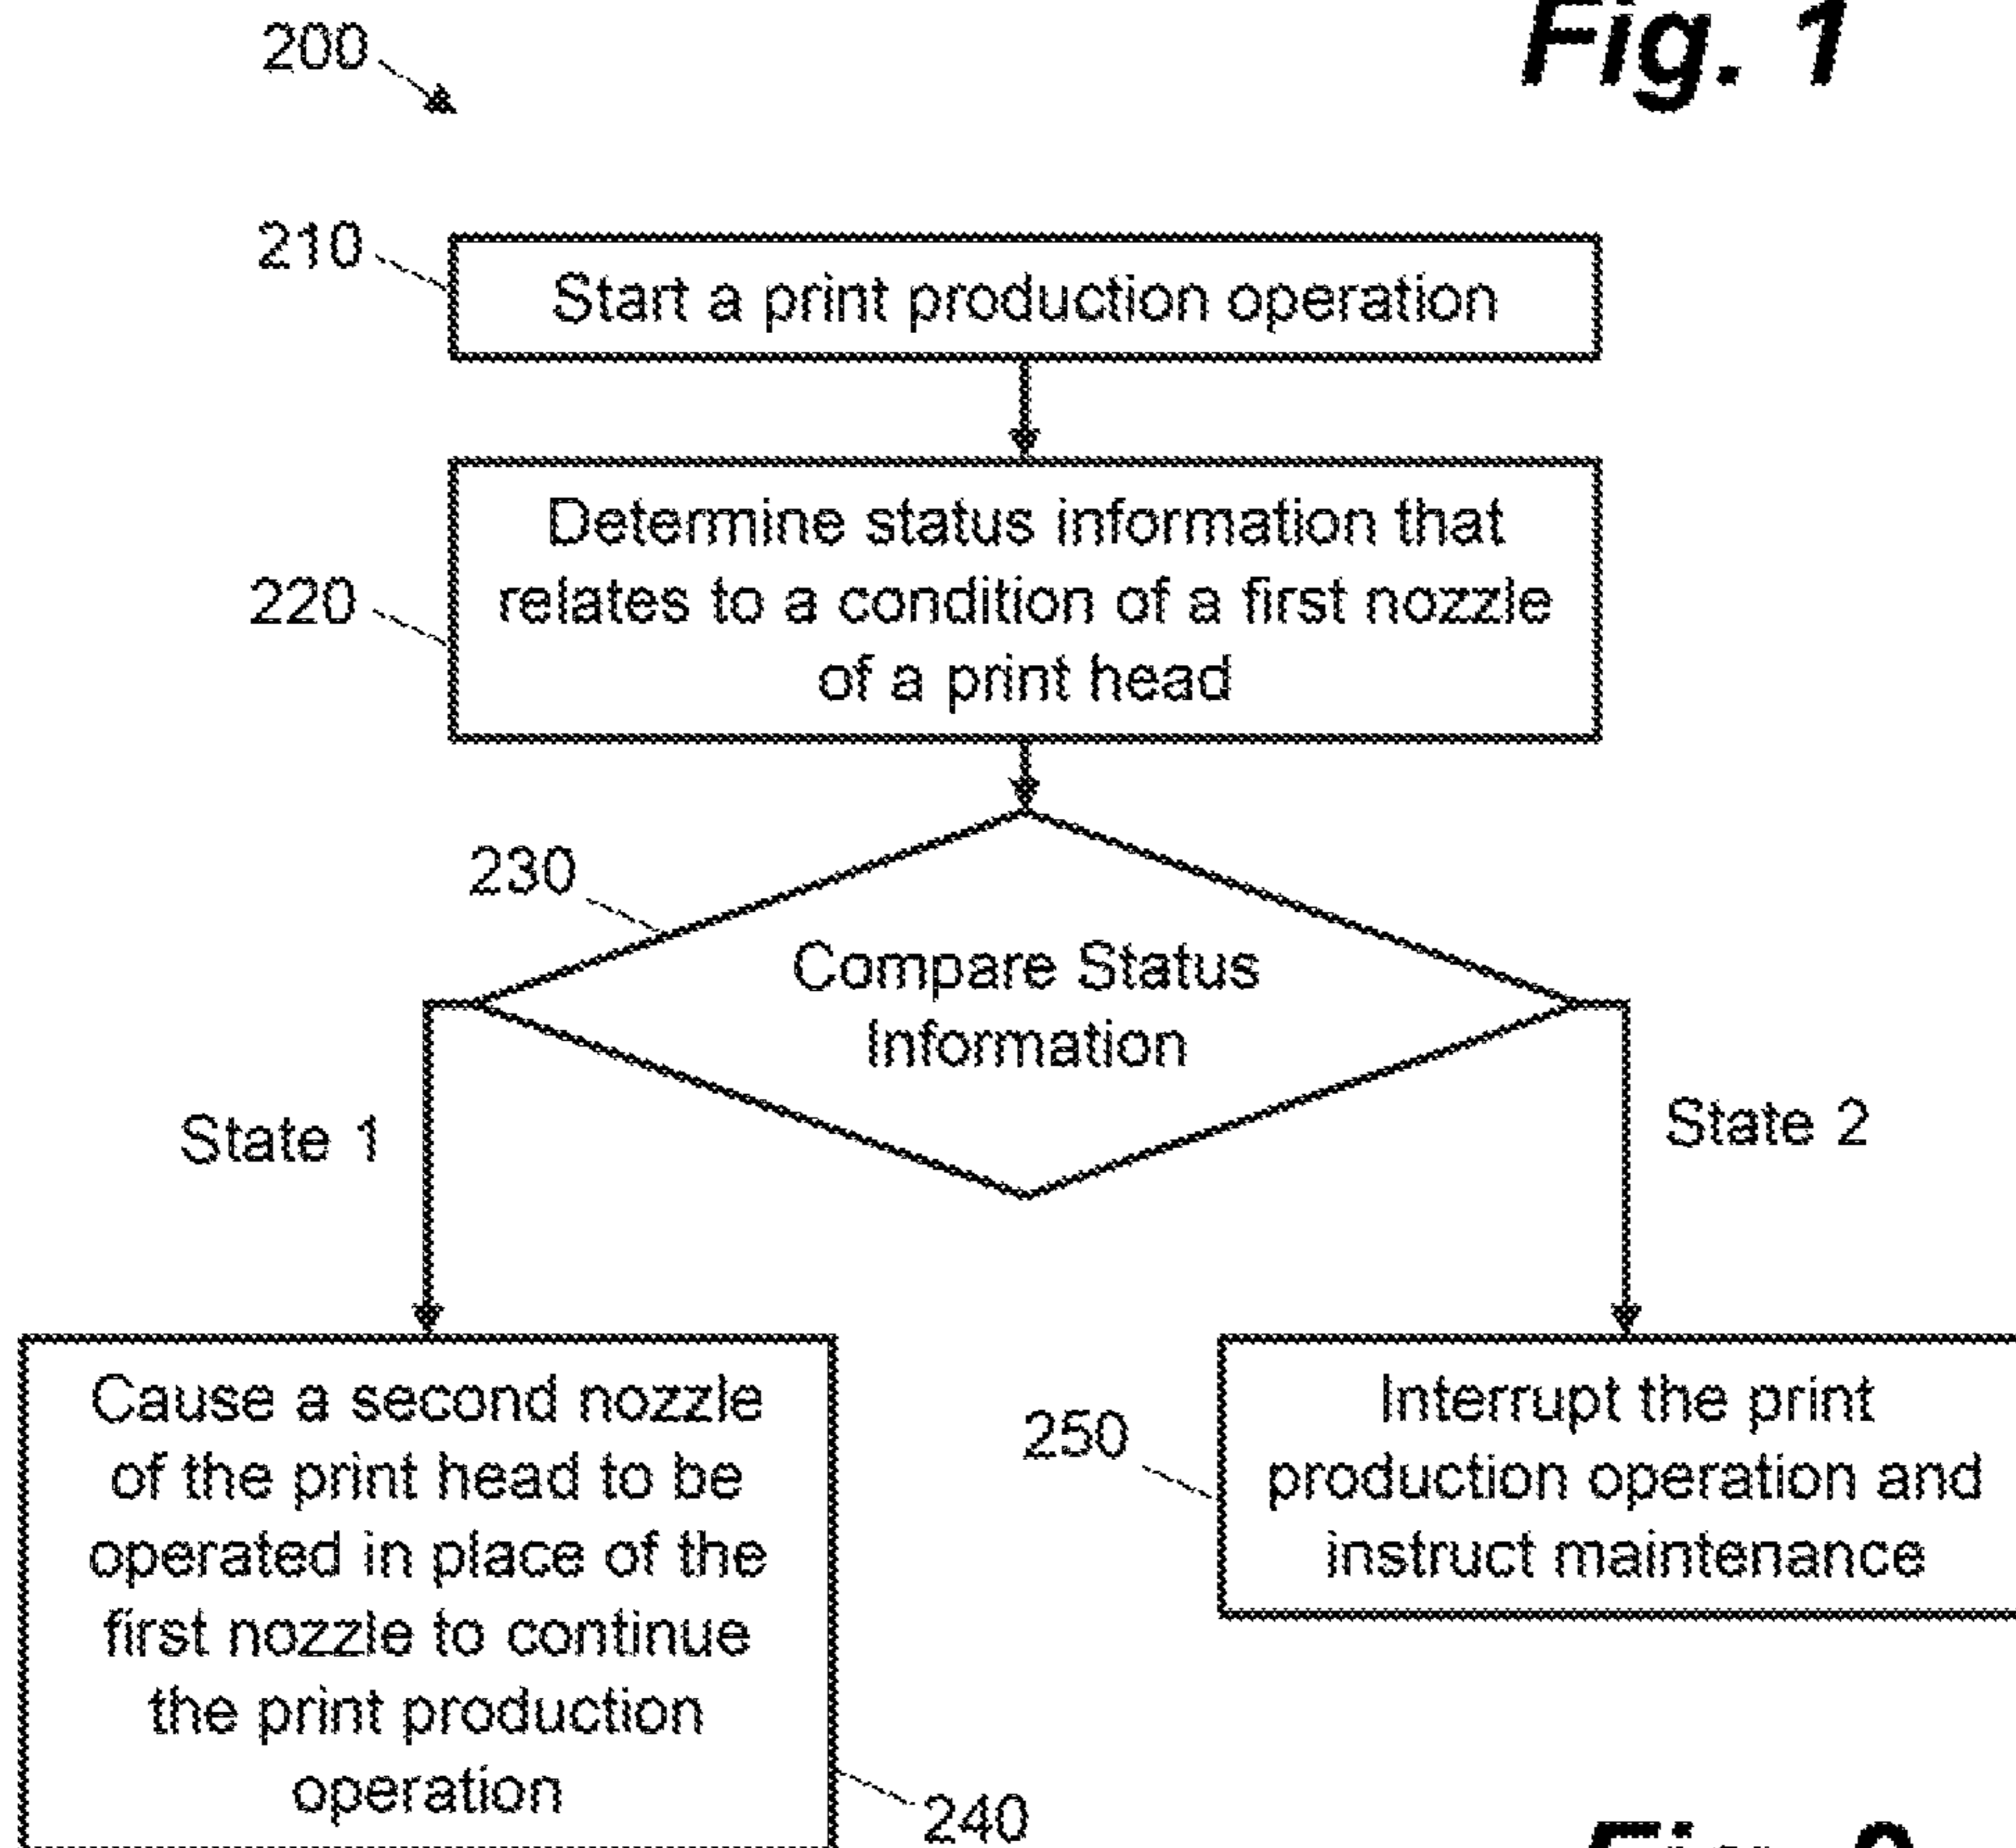 Fig. 1
200
210
Start a print production operation
220
Determine status information that
relates to a condition of a first nozzle
of a print head
230
Compare Status
Information
State 1
State 2
Cause a second nozzle
of the print head to be
operated in place of the
first nozzle to continue
the print production
operation
240
250
Interrupt the print
production operation and
instruct maintenance